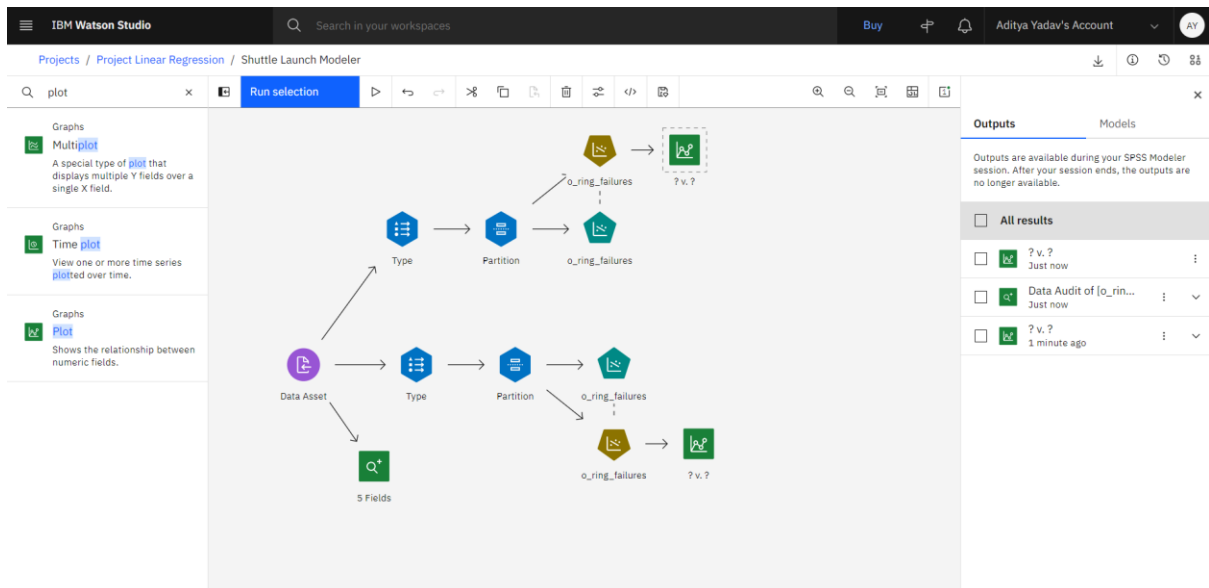 IBM Watson Studio
Search in your workspaces
Buy
Aditya Yadav's Account
AY
Projects / Project Linear Regression / Shuttle Launch Modeler
plot
Run selection
Graphs
Multiplot
A special type of plot that
displays multiple Y fields over a
single X field.
Graphs
Time plot
View one or more time series
plotted over time.
Graphs
Plot
Shows the relationship between
numeric fields.
o_ring_failures
? v. ?
Type
Partition
o_ring_failures
Data Asset
Type
Partition
o_ring_failures
o_ring_failures
? v. ?
5 Fields
Outputs
Models
Outputs are available during your SPSS Modeler
session. After your session ends, the outputs are
no longer available.
All results
? v. ?
Just now
Data Audit of [o_rin...
Just now
? v. ?
1 minute ago